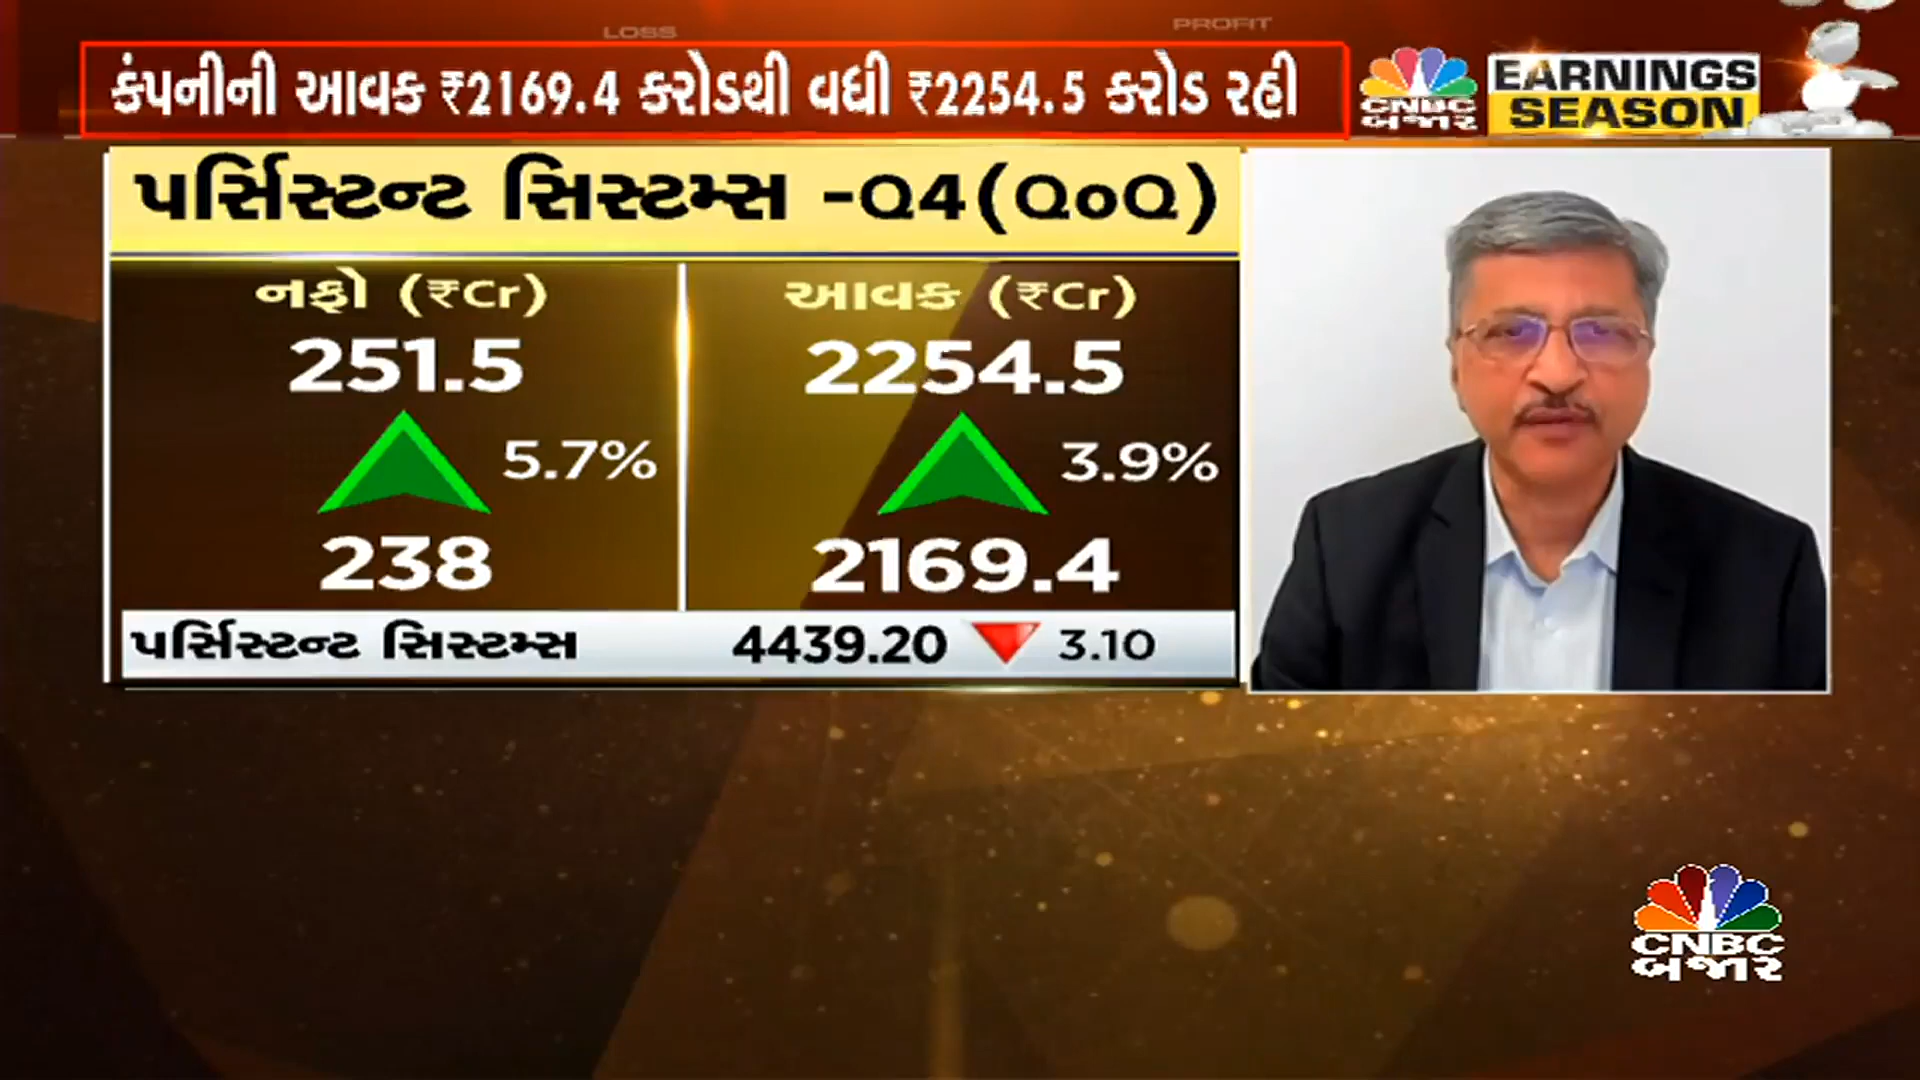 LOSS
PROFIT
કંપનીની આવક ₹2169.4 કરોડથી વધી ₹2254.5 કરોડ રહી
CNBC
બજાર
EARNINGS
SEASON
પર્સિસ્ટન્ટ સિસ્ટમ્સ -Q4(QoQ)
નફો (₹Cr)
251.5
5.7%
238
આવક (₹Cr)
2254.5
3.9%
2169.4
પર્સિસ્ટન્ટ સિસ્ટમ્સ 4439.20 3.10
CNBC
બજાર